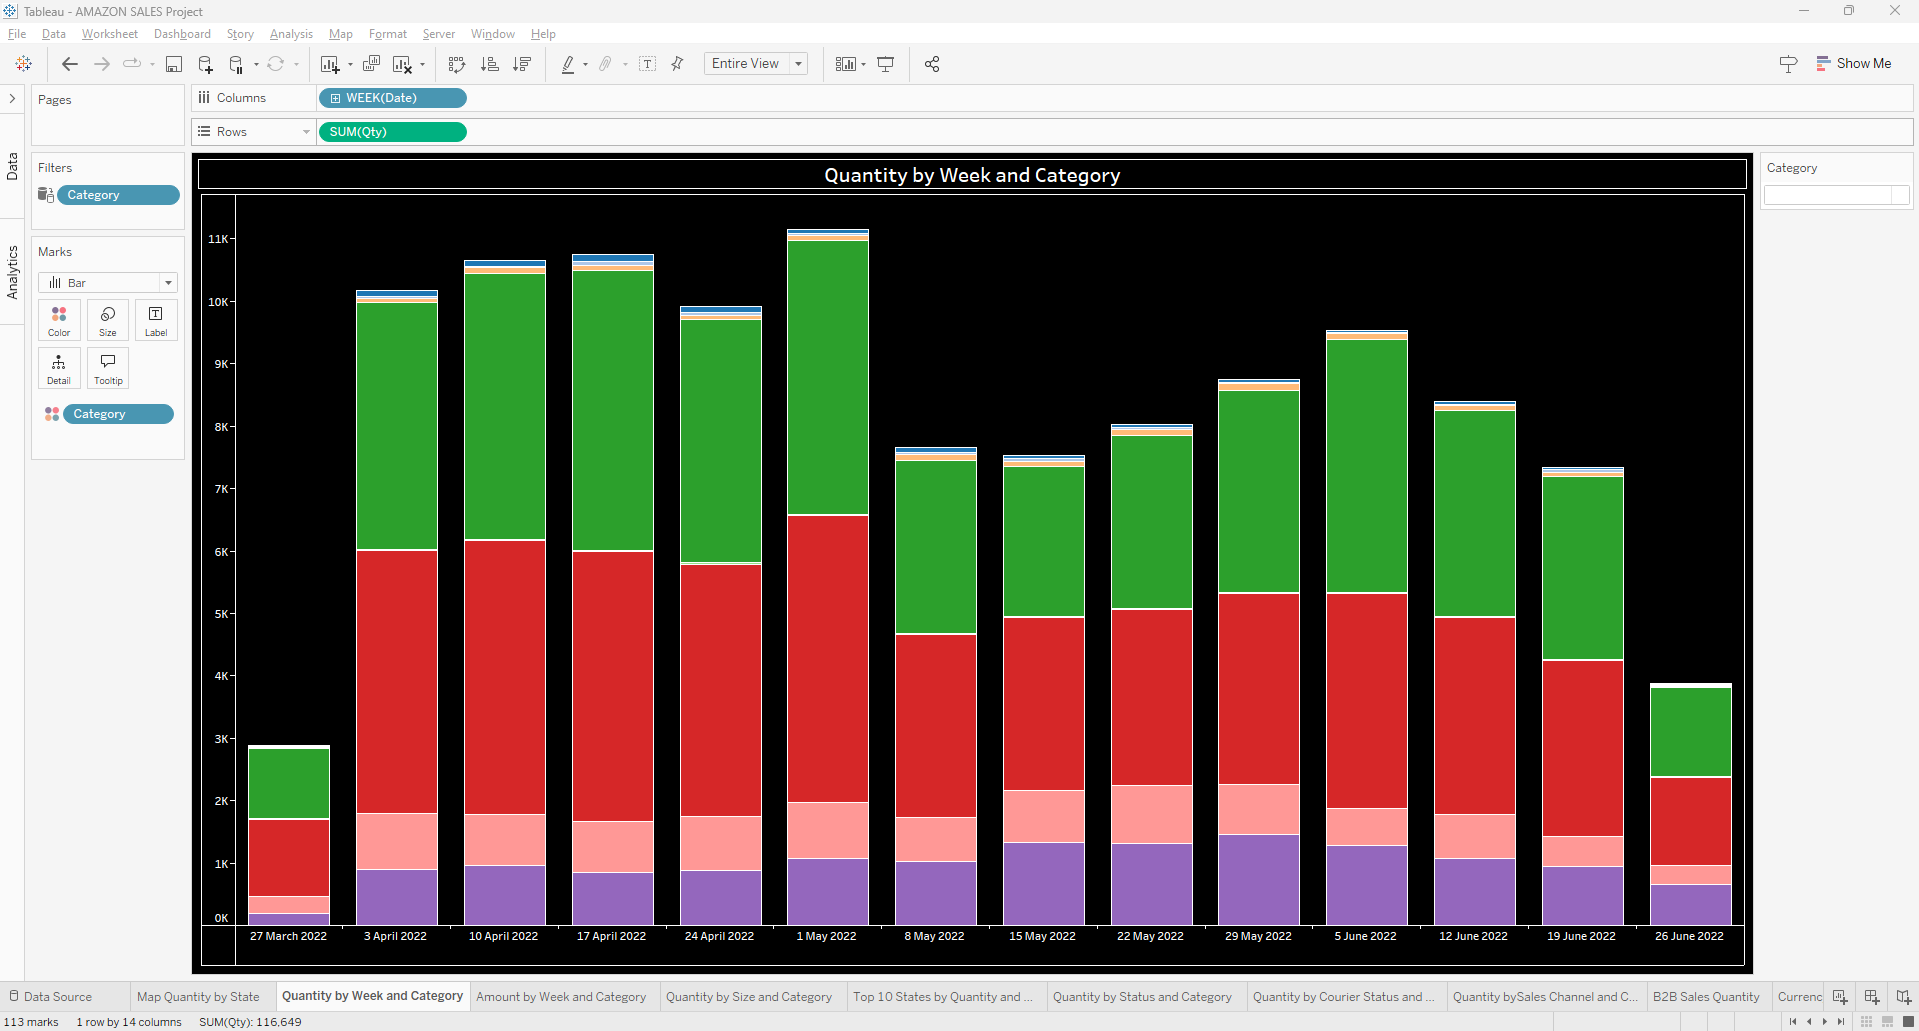 Tableau - AMAZON SALES Project
File Data Worksheet Dashboard Story Analysis Map Format Server Window Help
Entire View
Show Me
Pages
Columns
WEEK(Date)
Rows
SUM(Qty)
Data
Analytics
Filters
Category
Marks
Bar
Color Size Label
Detail Tooltip
Category
Quantity by Week and Category
Category
11K
10K
9K
8K
7K
6K
5K
4K
3K
2K
1K
0K
27 March 2022 3 April 2022 10 April 2022 17 April 2022 24 April 2022 1 May 2022 8 May 2022 15 May 2022 22 May 2022 29 May 2022 5 June 2022 12 June 2022 19 June 2022 26 June 2022
Data Source Map Quantity by State Quantity by Week and Category Amount by Week and Category Quantity by Size and Category Top 10 States by Quantity and ... Quantity by Status and Category Quantity by Courier Status and ... Quantity bySales Channel and C... B2B Sales Quantity Currenc
113 marks 1 row by 14 columns SUM(Qty): 116,649